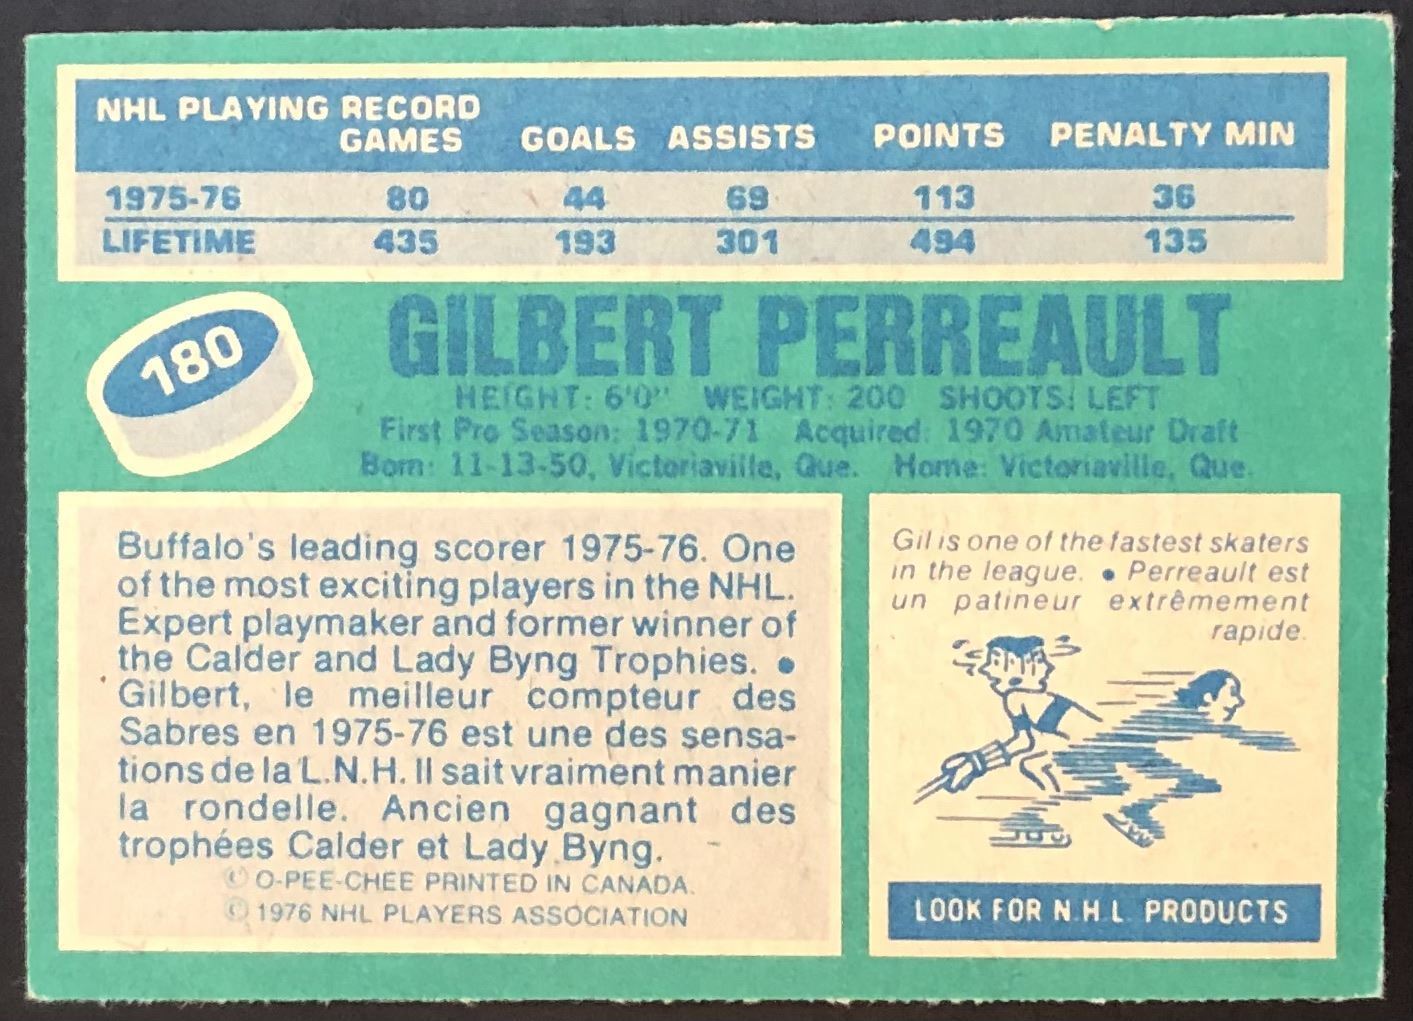 NHL PLAYING RECORD
GAMES GOALS ASSISTS POINTS PENALTY MIN
1975-76 80 44 69 113 36
LIFETIME 435 193 301 494 135
180
GILBERT PERREAULT
HEIGHT: 6'0" WEIGHT: 200 SHOOTS: LEFT
First Pro Season: 1970-71 Acquired: 1970 Amateur Draft
Born: 11-13-50, Victoriaville, Que. Home: Victoriaville, Que.
Buffalo's leading scorer 1975-76. One
of the most exciting players in the NHL.
Expert playmaker and former winner of
the Calder and Lady Byng Trophies. •
Gilbert, le meilleur compteur des
Sabres en 1975-76 est une des sensa-
tions de la L.N.H. Il sait vraiment manier
la rondelle. Ancien gagnant des
trophées Calder et Lady Byng.
© O-PEE-CHEE PRINTED IN CANADA.
© 1976 NHL PLAYERS ASSOCIATION
Gil is one of the fastest skaters
in the league. • Perreault est
un patineur extrêmement
rapide.
LOOK FOR N.H.L. PRODUCTS